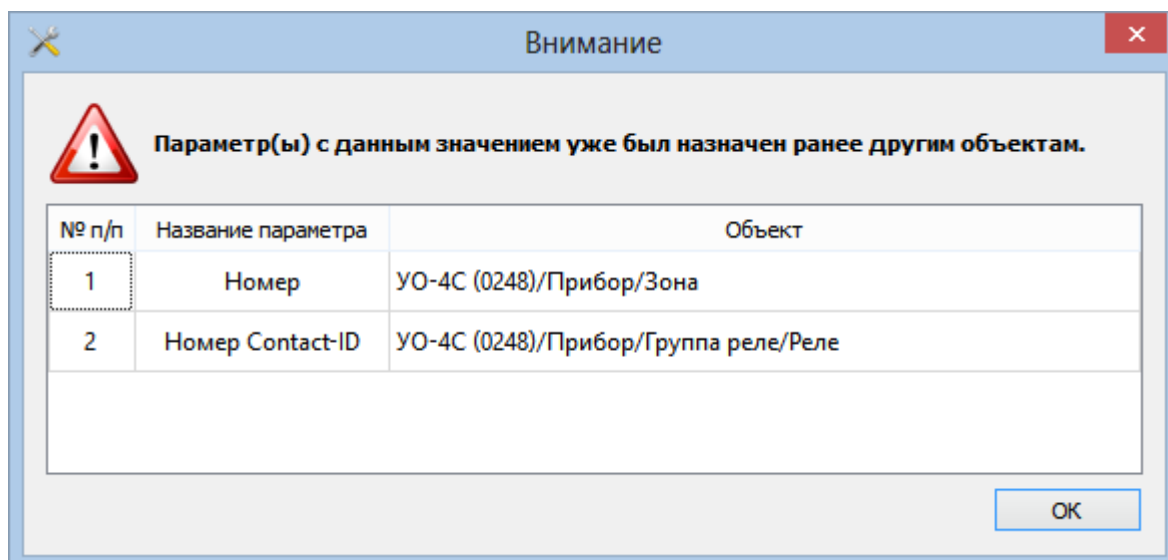 Внимание
Параметр(ы) с данным значением уже был назначен ранее другим объектам.
№ п/п Название параметра Объект
1 Номер УО-4С (0248)/Прибор/Зона
2 Номер Contact-ID УО-4С (0248)/Прибор/Группа реле/Реле
ОК